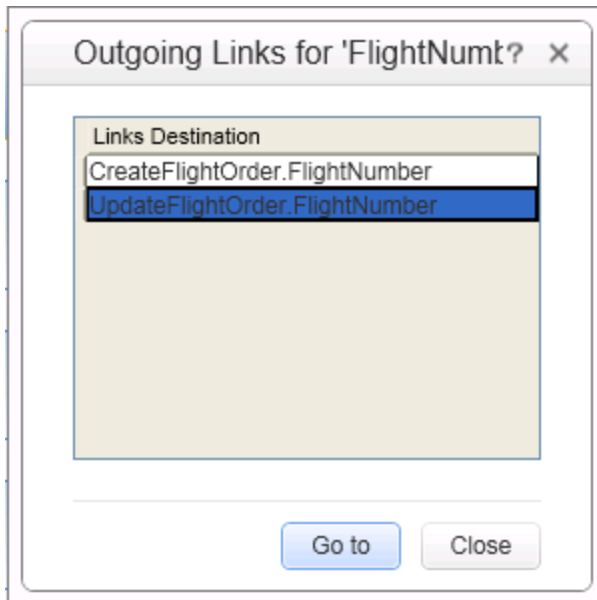 Outgoing Links for 'FlightNumb? ×
Links Destination
CreateFlightOrder.FlightNumber
UpdateFlightOrder.FlightNumber
Go to Close